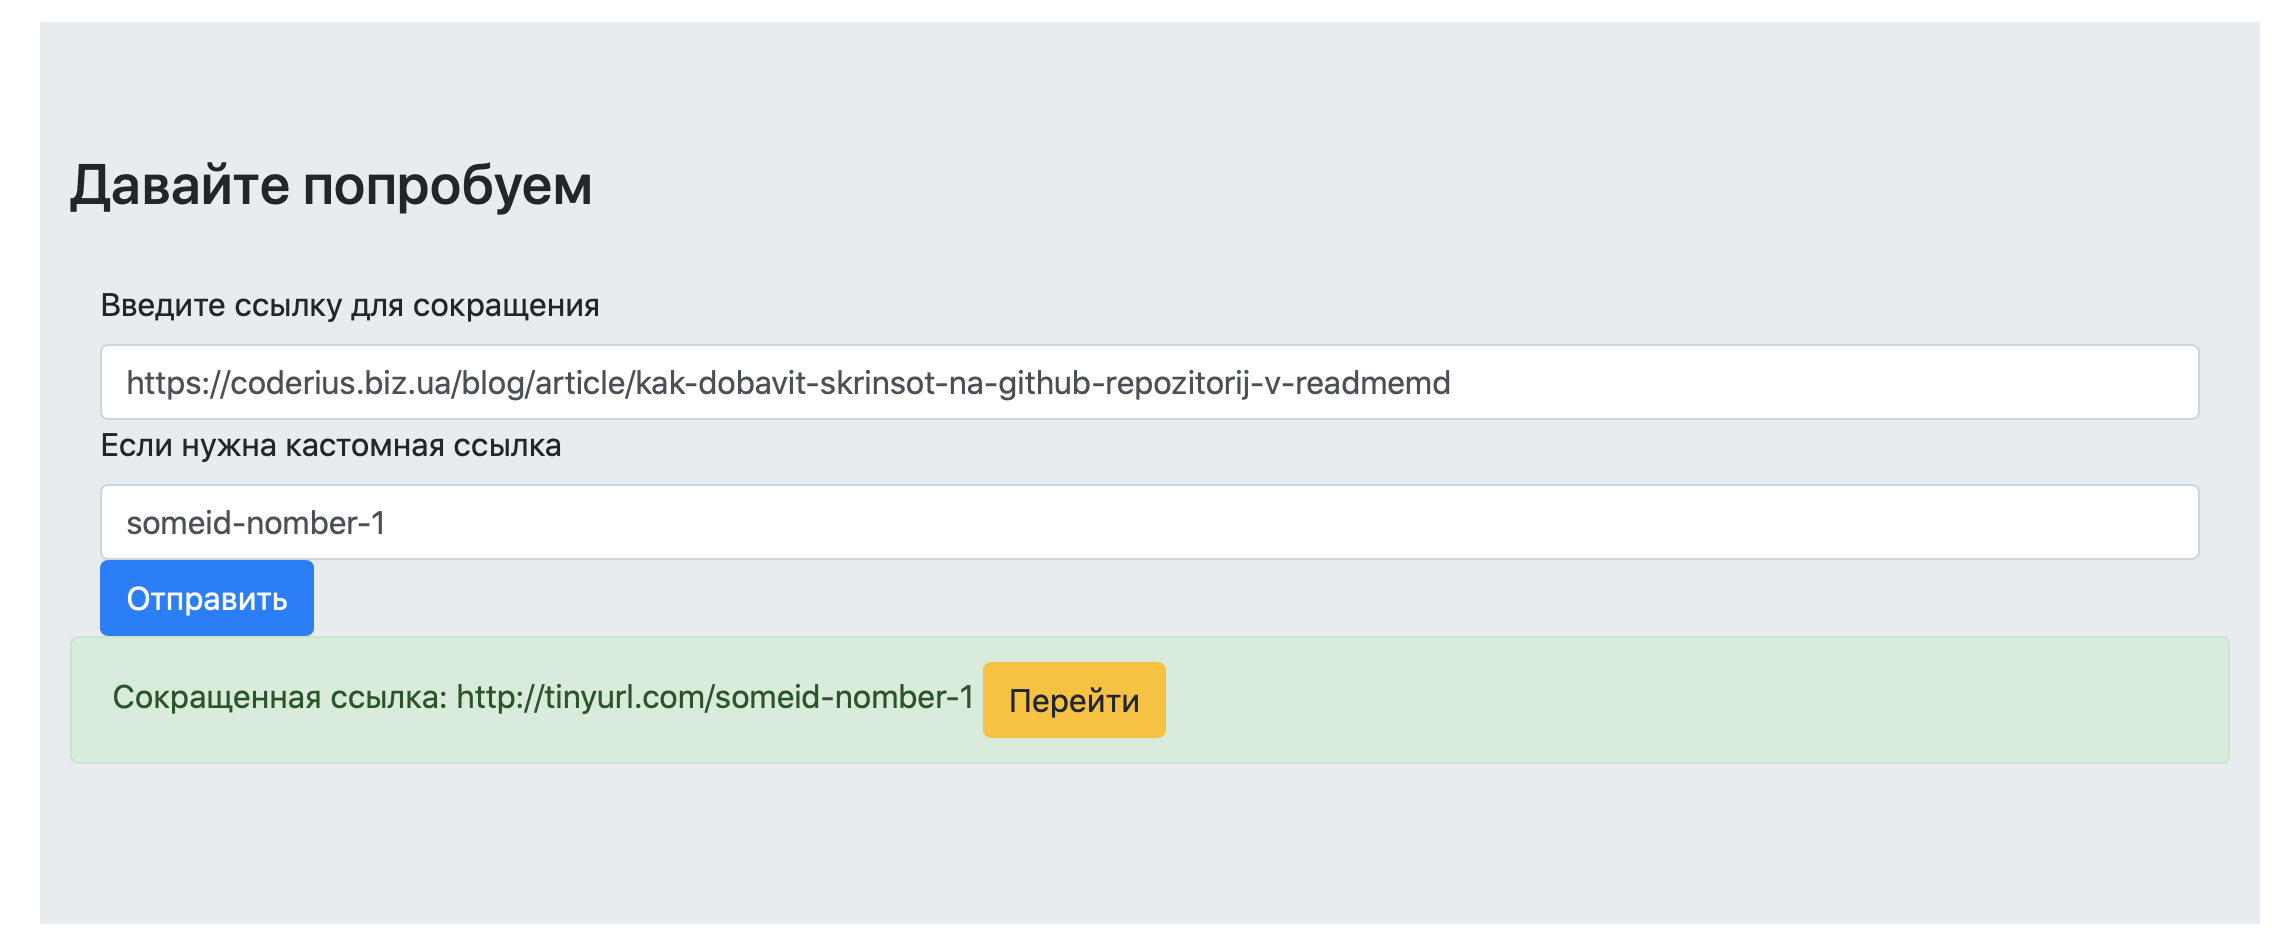 Давайте попробуем
Введите ссылку для сокращения
https://coderius.biz.ua/blog/article/kak-dobavit-skrinsot-na-github-repozitorij-v-readmemd
Если нужна кастомная ссылка
someid-nomber-1
Отправить
Сокращенная ссылка: http://tinyurl.com/someid-nomber-1 Перейти